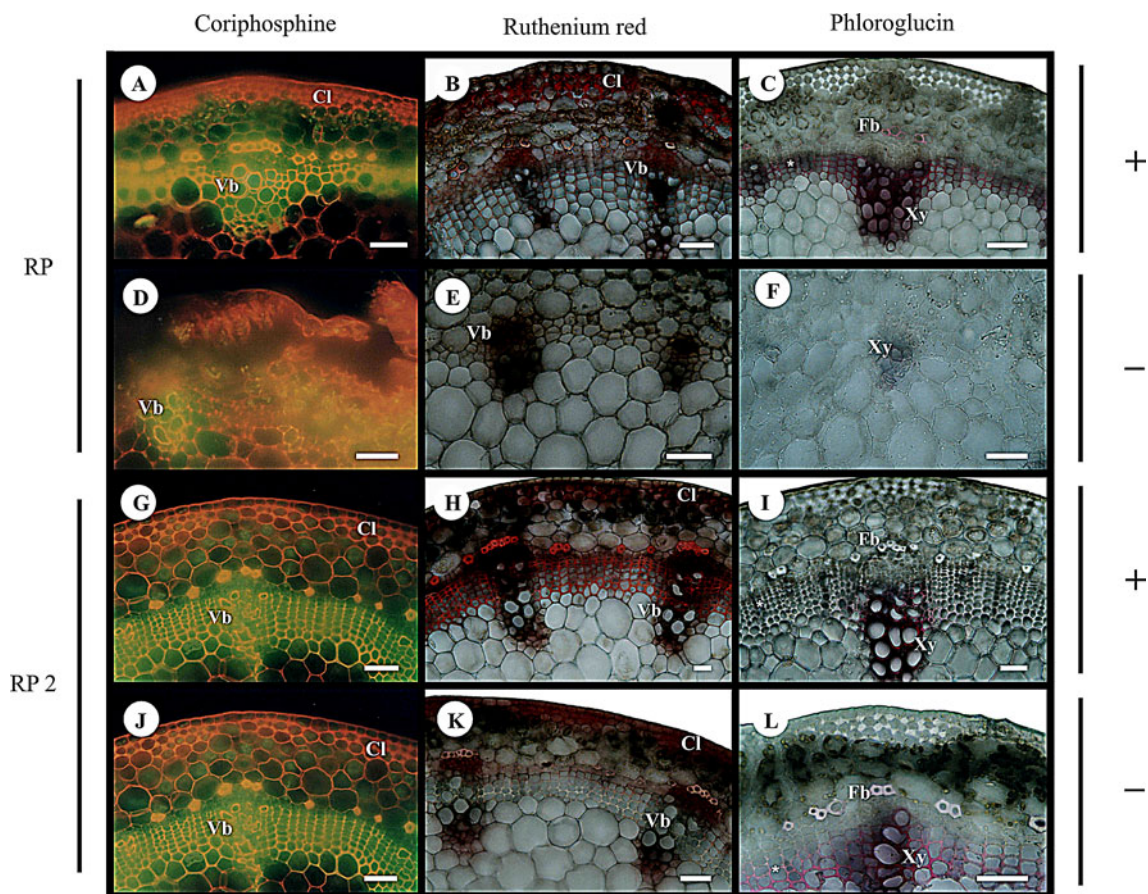 Coriphosphine Ruthenium red Phloroglucin
A Cl Vb B Cl Vb C Fb * Xy +
RP
D Vb E Vb F Xy −
G Cl Vb H Cl Vb I Fb * Xy +
RP 2
J Cl Vb K Cl Vb L Fb * Xy −